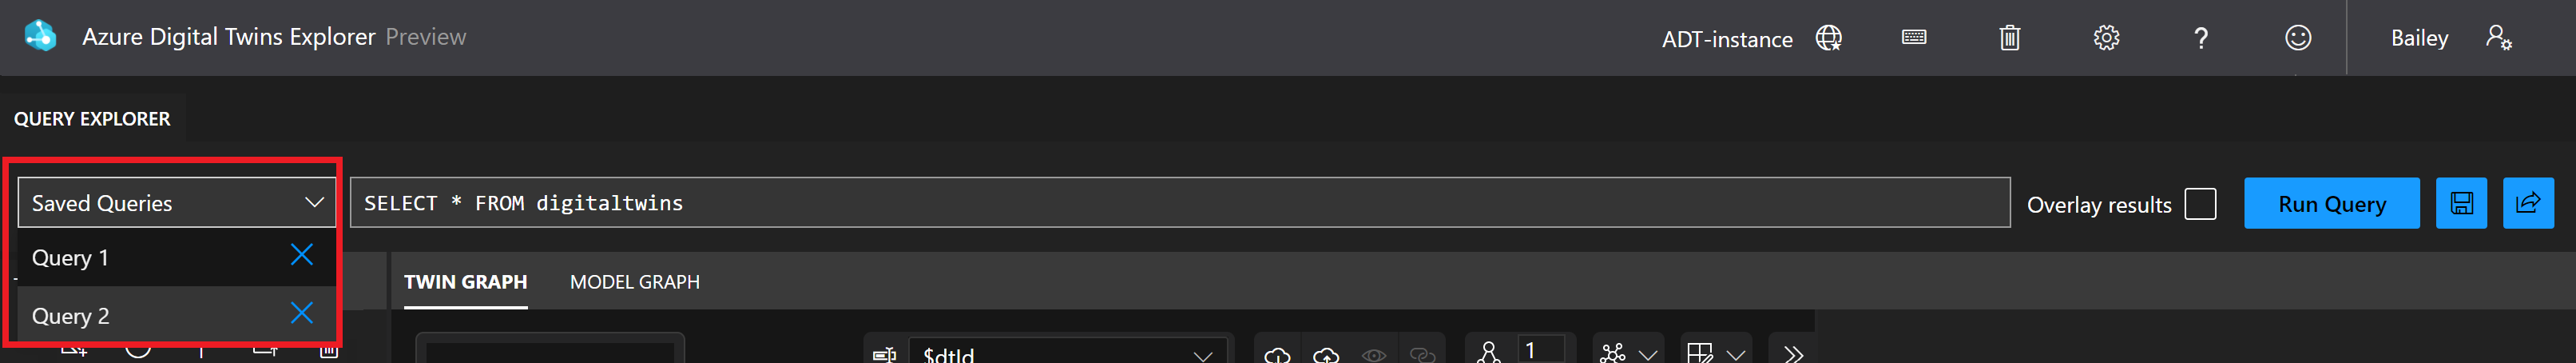 Azure Digital Twins Explorer Preview
ADT-instance
?
Bailey
QUERY EXPLORER
Saved Queries
SELECT * FROM digitaltwins
Overlay results
Run Query
Query 1
Query 2
TWIN GRAPH
MODEL GRAPH
$dtId
1